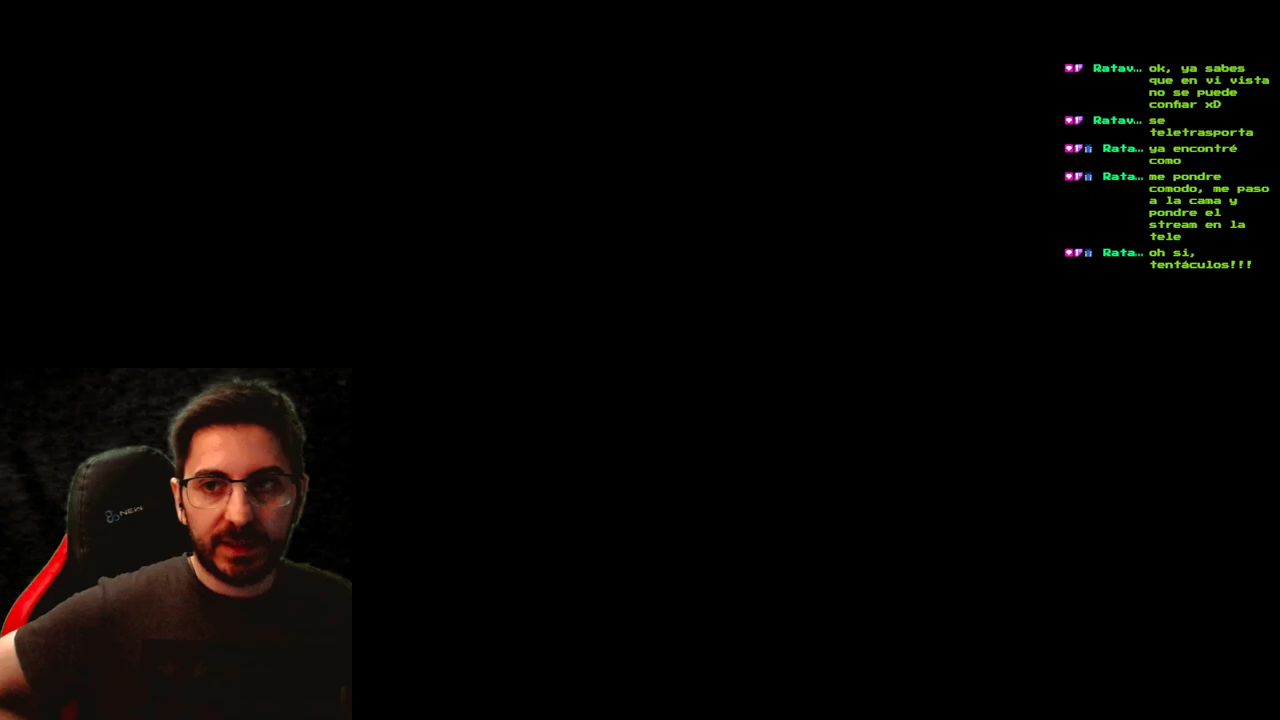 Ratav... ok, ya sabes
que en vi vista
no se puede
confiar xD
Ratav... se
teletrasporta
Rata... ya encontré
como
Rata... me pondre
comodo, me paso
a la cama y
pondre el
stream en la
tele
Rata... oh si,
tentáculos!!!
NEW